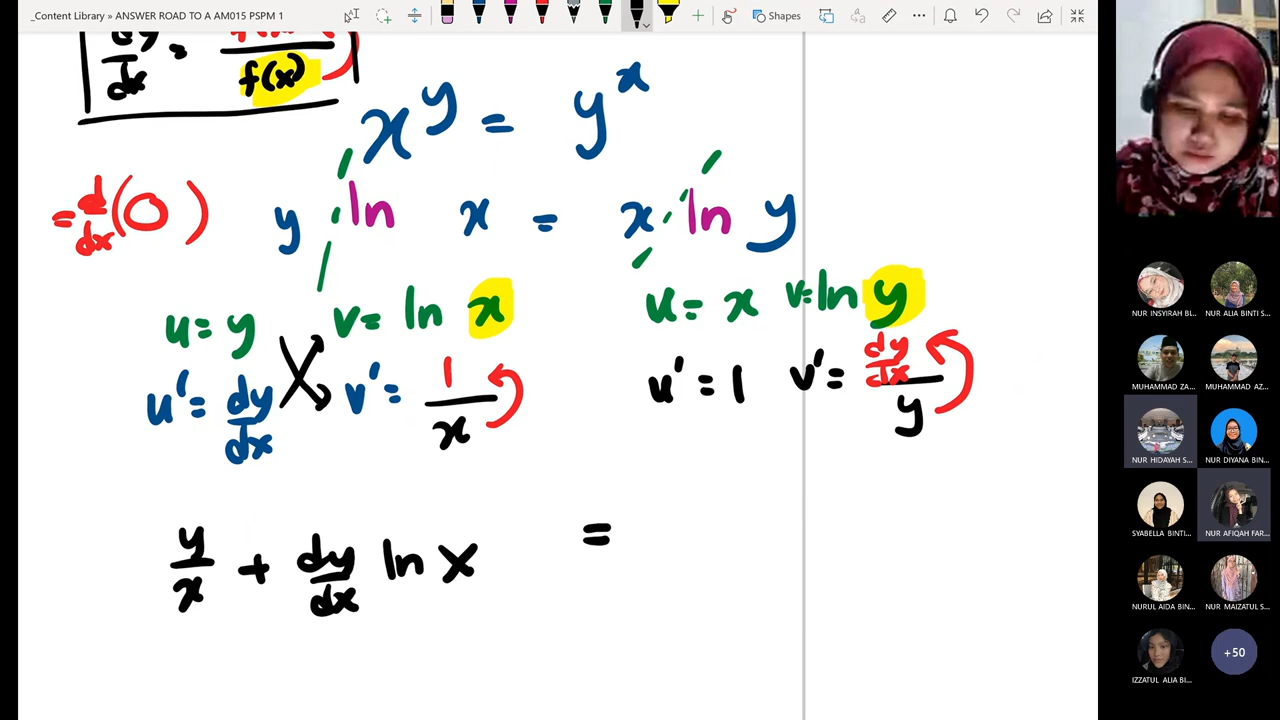 _Content Library » ANSWER ROAD TO A AM015 PSPM 1
Shapes
dy/dx = f'(x)/f(x)
x^y = y^x
= d/dx (0)
y ln x = x ln y
u = y v = ln x
u = x v = ln y
u' = dy/dx v' = 1/x
u' = 1 v' = dy/dx / y
y/x + dy/dx ln x =
NUR INSYIRAH BI...
NUR ALIA BINTI S...
MUHAMMAD ZA...
MUHAMMAD AZ...
NUR HIDAYAH S...
NUR DIYANA BIN...
SYABELLA BINTI...
NUR AFIQAH FAR...
NURUL AIDA BIN...
NUR MAIZATUL S...
IZZATUL ALIA BI...
+50